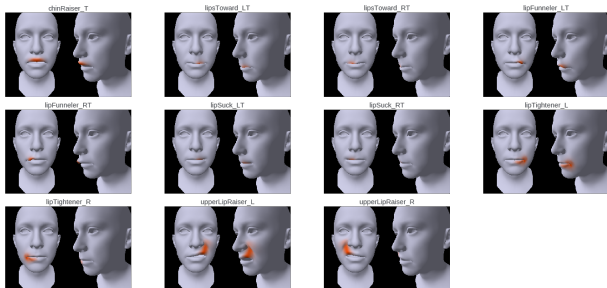 chinRaiser_T
lipsToward_LT
lipsToward_RT
lipFunneler_LT
lipFunneler_RT
lipSuck_LT
lipSuck_RT
lipTightener_L
lipTightener_R
upperLipRaiser_L
upperLipRaiser_R